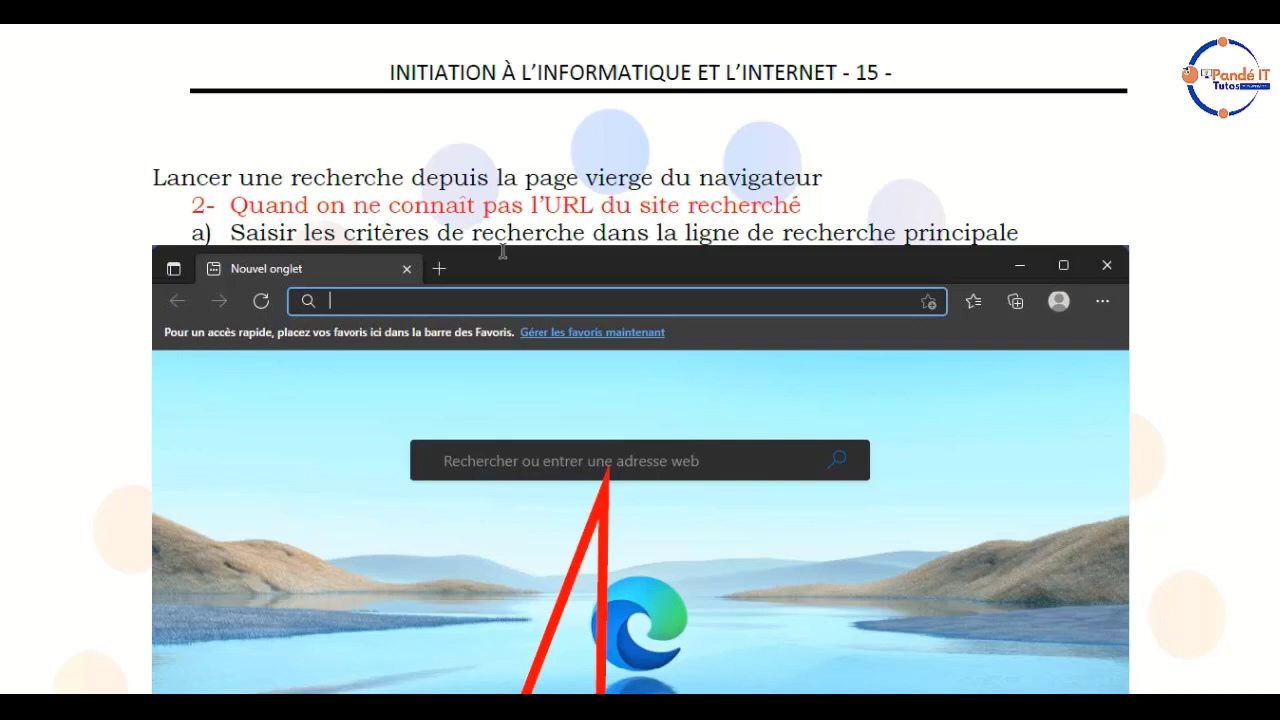 INITIATION À L’INFORMATIQUE ET L’INTERNET - 15 -
Pandé IT
Tutos
Lancer une recherche depuis la page vierge du navigateur
2- Quand on ne connaît pas l’URL du site recherché
a) Saisir les critères de recherche dans la ligne de recherche principale
Nouvel onglet
Pour un accès rapide, placez vos favoris ici dans la barre des Favoris. Gérer les favoris maintenant
Rechercher ou entrer une adresse web